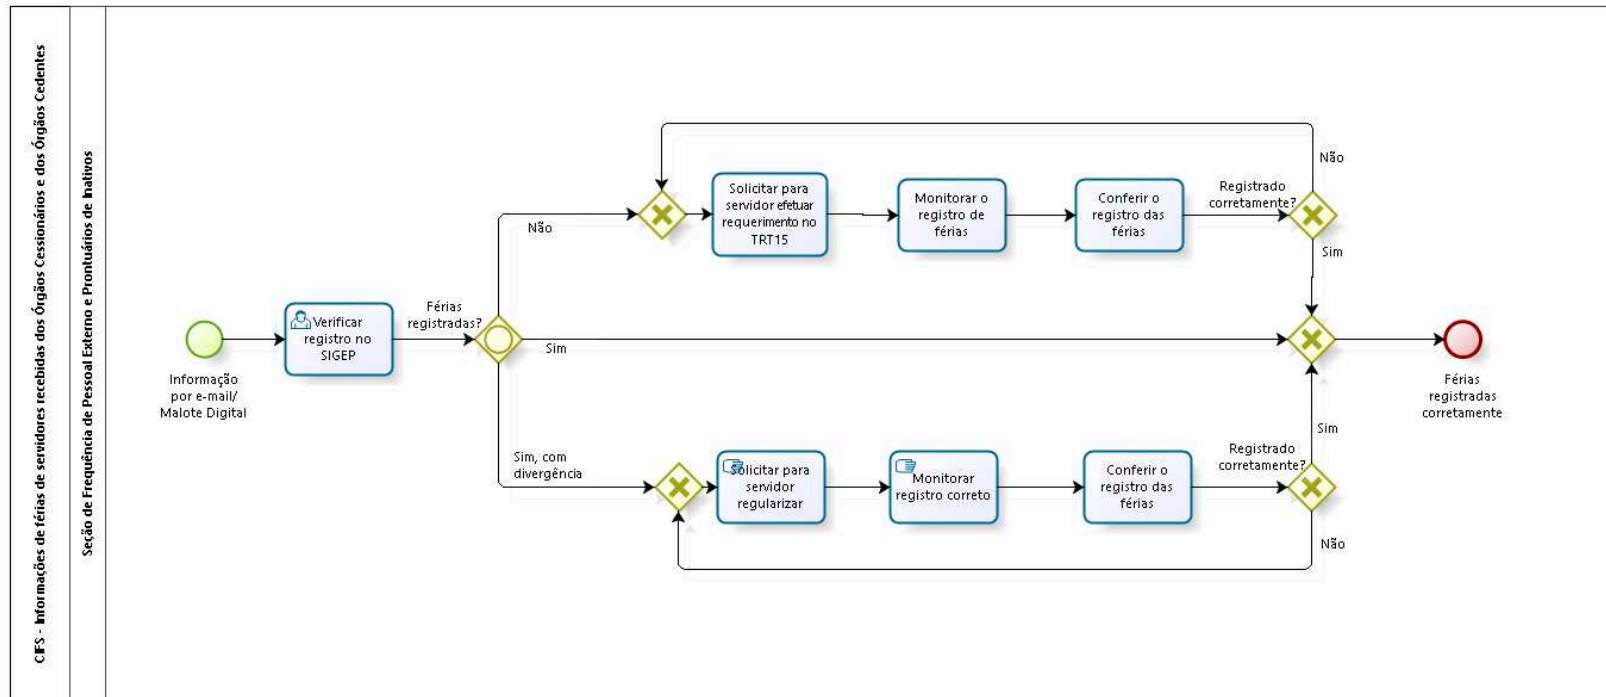 CIFS - Informações de férias de servidores recebidas dos Órgãos Cessionários e dos Órgãos Cedentes
Seção de Frequência de Pessoal Externo e Prontuários de Inativos
Informação
por e-mail/
Malote Digital
Verificar
registro no
SIGEP
Férias
registradas?
Não
Solicitar para
servidor efetuar
requerimento no
TRT15
Monitorar o
registro de
férias
Conferir o
registro das
férias
Registrado
corretamente?
Não
Sim
Sim
Férias
registradas
corretamente
Sim, com
divergência
Solicitar para
servidor
regularizar
Monitorar
registro correto
Conferir o
registro das
férias
Registrado
corretamente?
Sim
Não